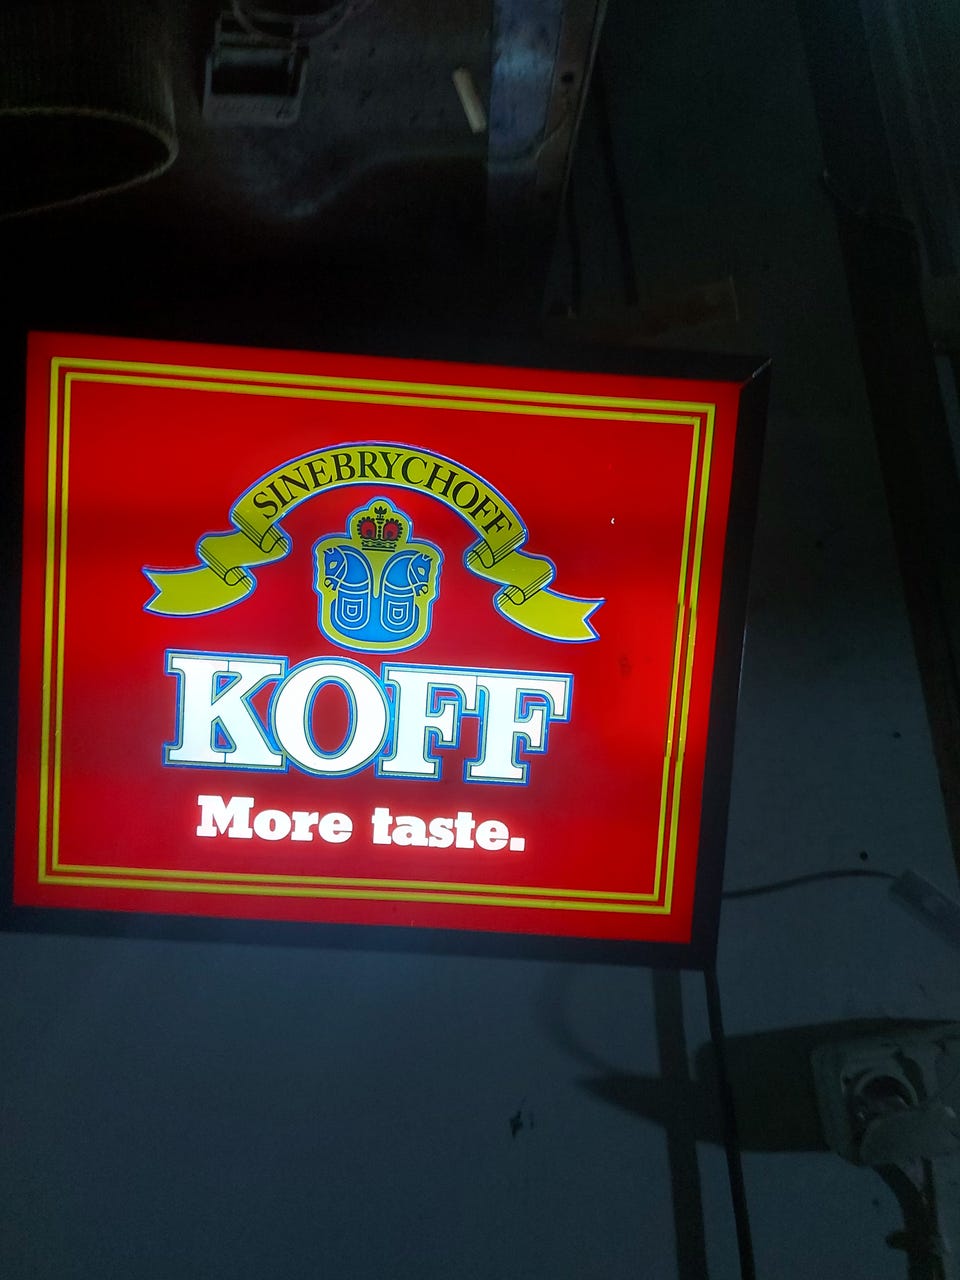 SINEBRYCHOFF
KOFF
More taste.